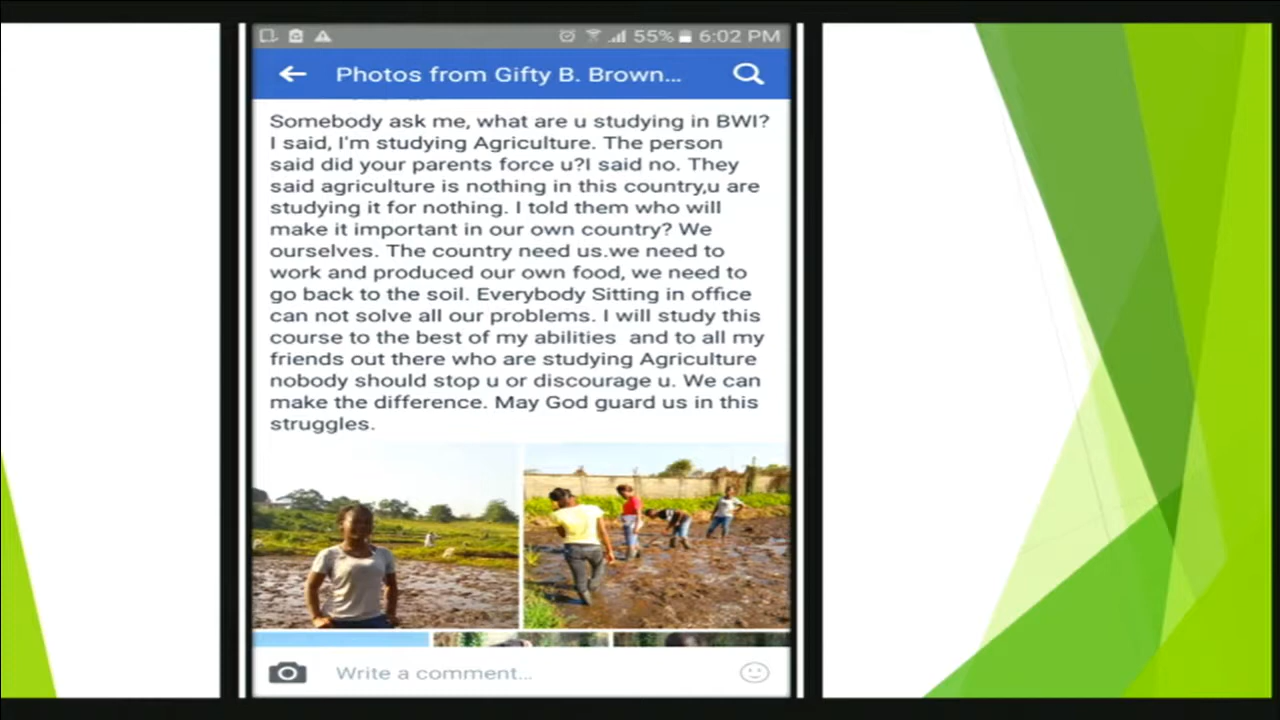 55% 6:02 PM
Photos from Gifty B. Brown...
Somebody ask me, what are u studying in BWI?
I said, I'm studying Agriculture. The person
said did your parents force u?I said no. They
said agriculture is nothing in this country,u are
studying it for nothing. I told them who will
make it important in our own country? We
ourselves. The country need us.we need to
work and produced our own food, we need to
go back to the soil. Everybody Sitting in office
can not solve all our problems. I will study this
course to the best of my abilities  and to all my
friends out there who are studying Agriculture
nobody should stop u or discourage u. We can
make the difference. May God guard us in this
struggles.
Write a comment...